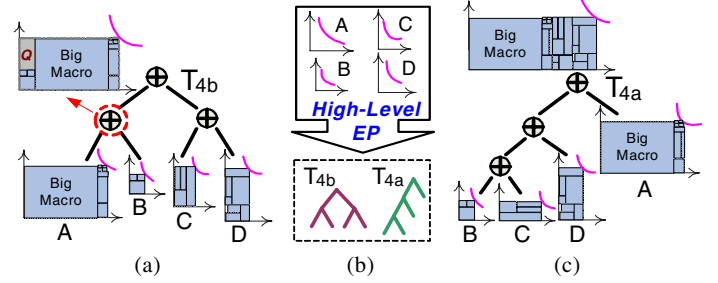 Q
Big
Macro
T4b
Big
Macro
A
B
C
D
(a)
A
C
B
D
High-Level
EP
T4b
T4a
(b)
Big
Macro
T4a
Big
Macro
A
B
C
D
(c)